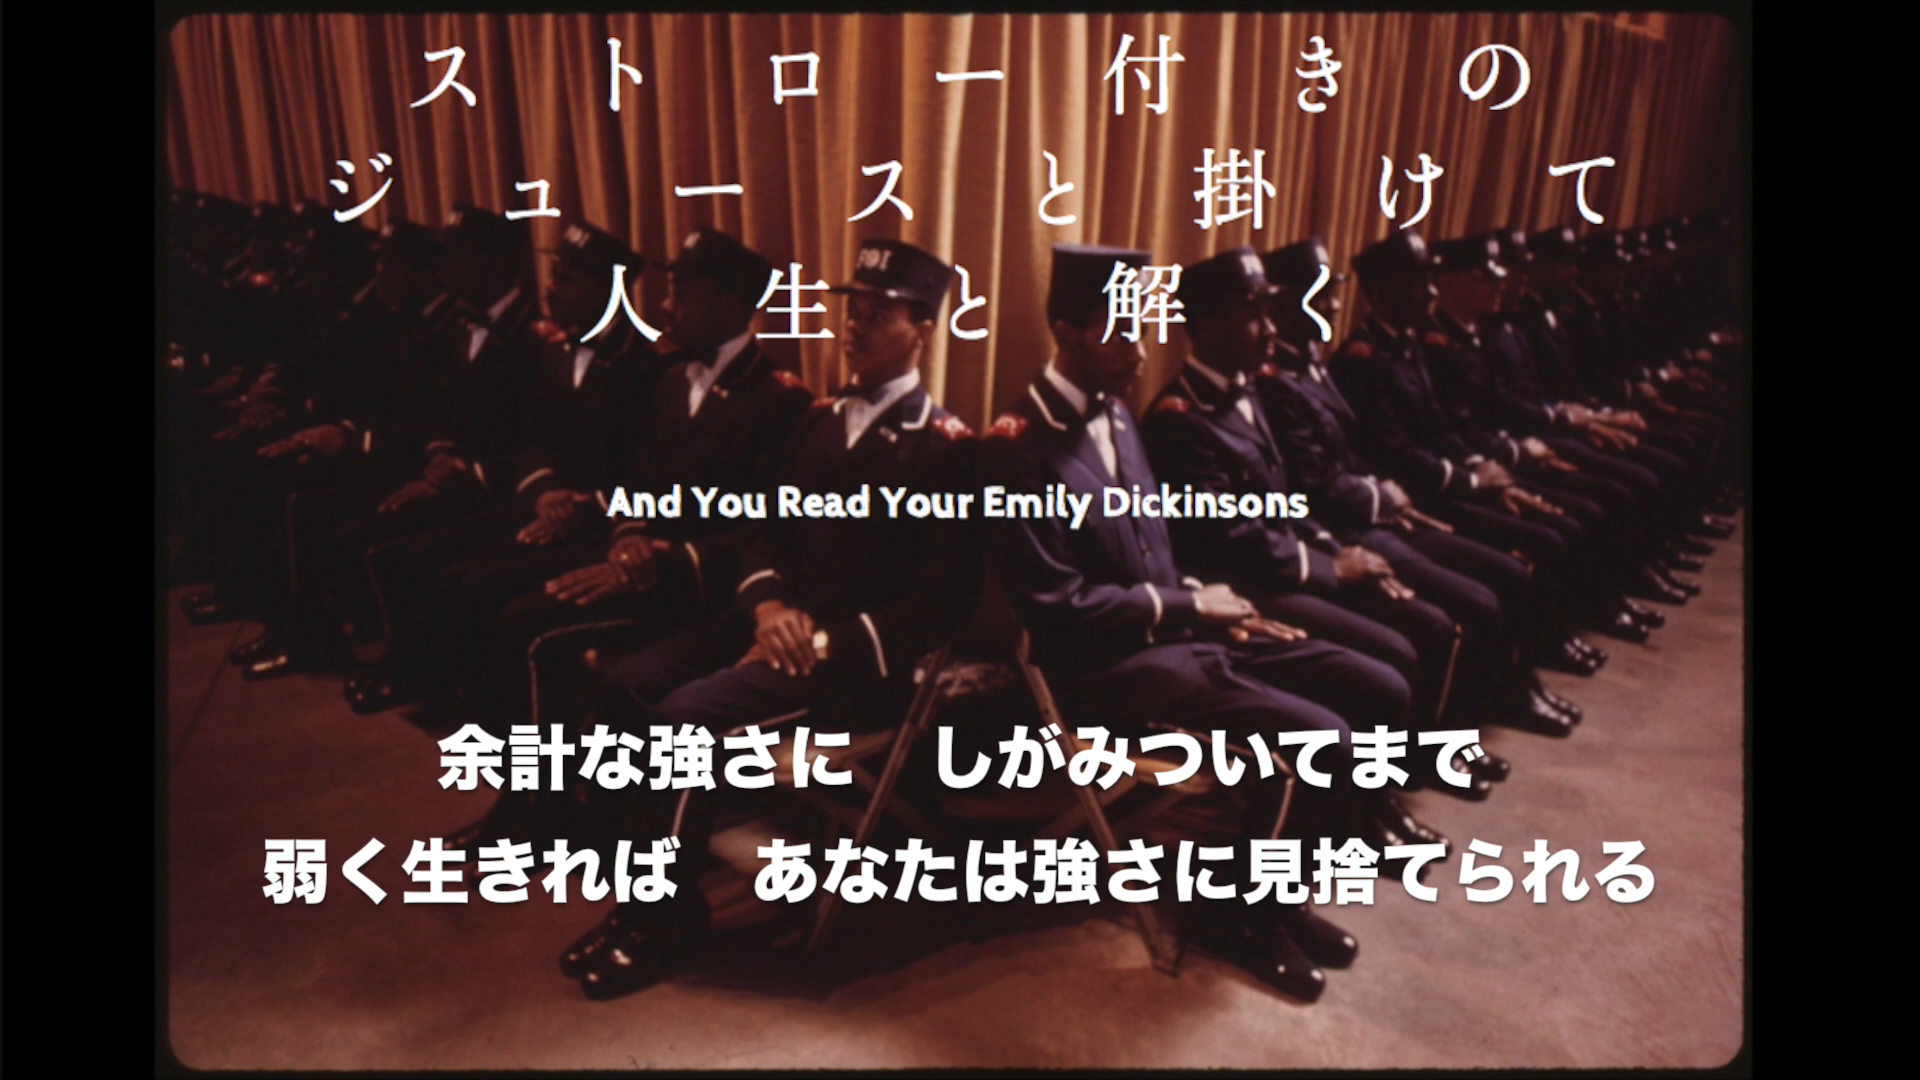 ストロー付きの
ジュースと掛けて
人生と解く
And You Read Your Emily Dickinsons
余計な強さに　しがみついてまで
弱く生きれば　あなたは強さに見捨てられる